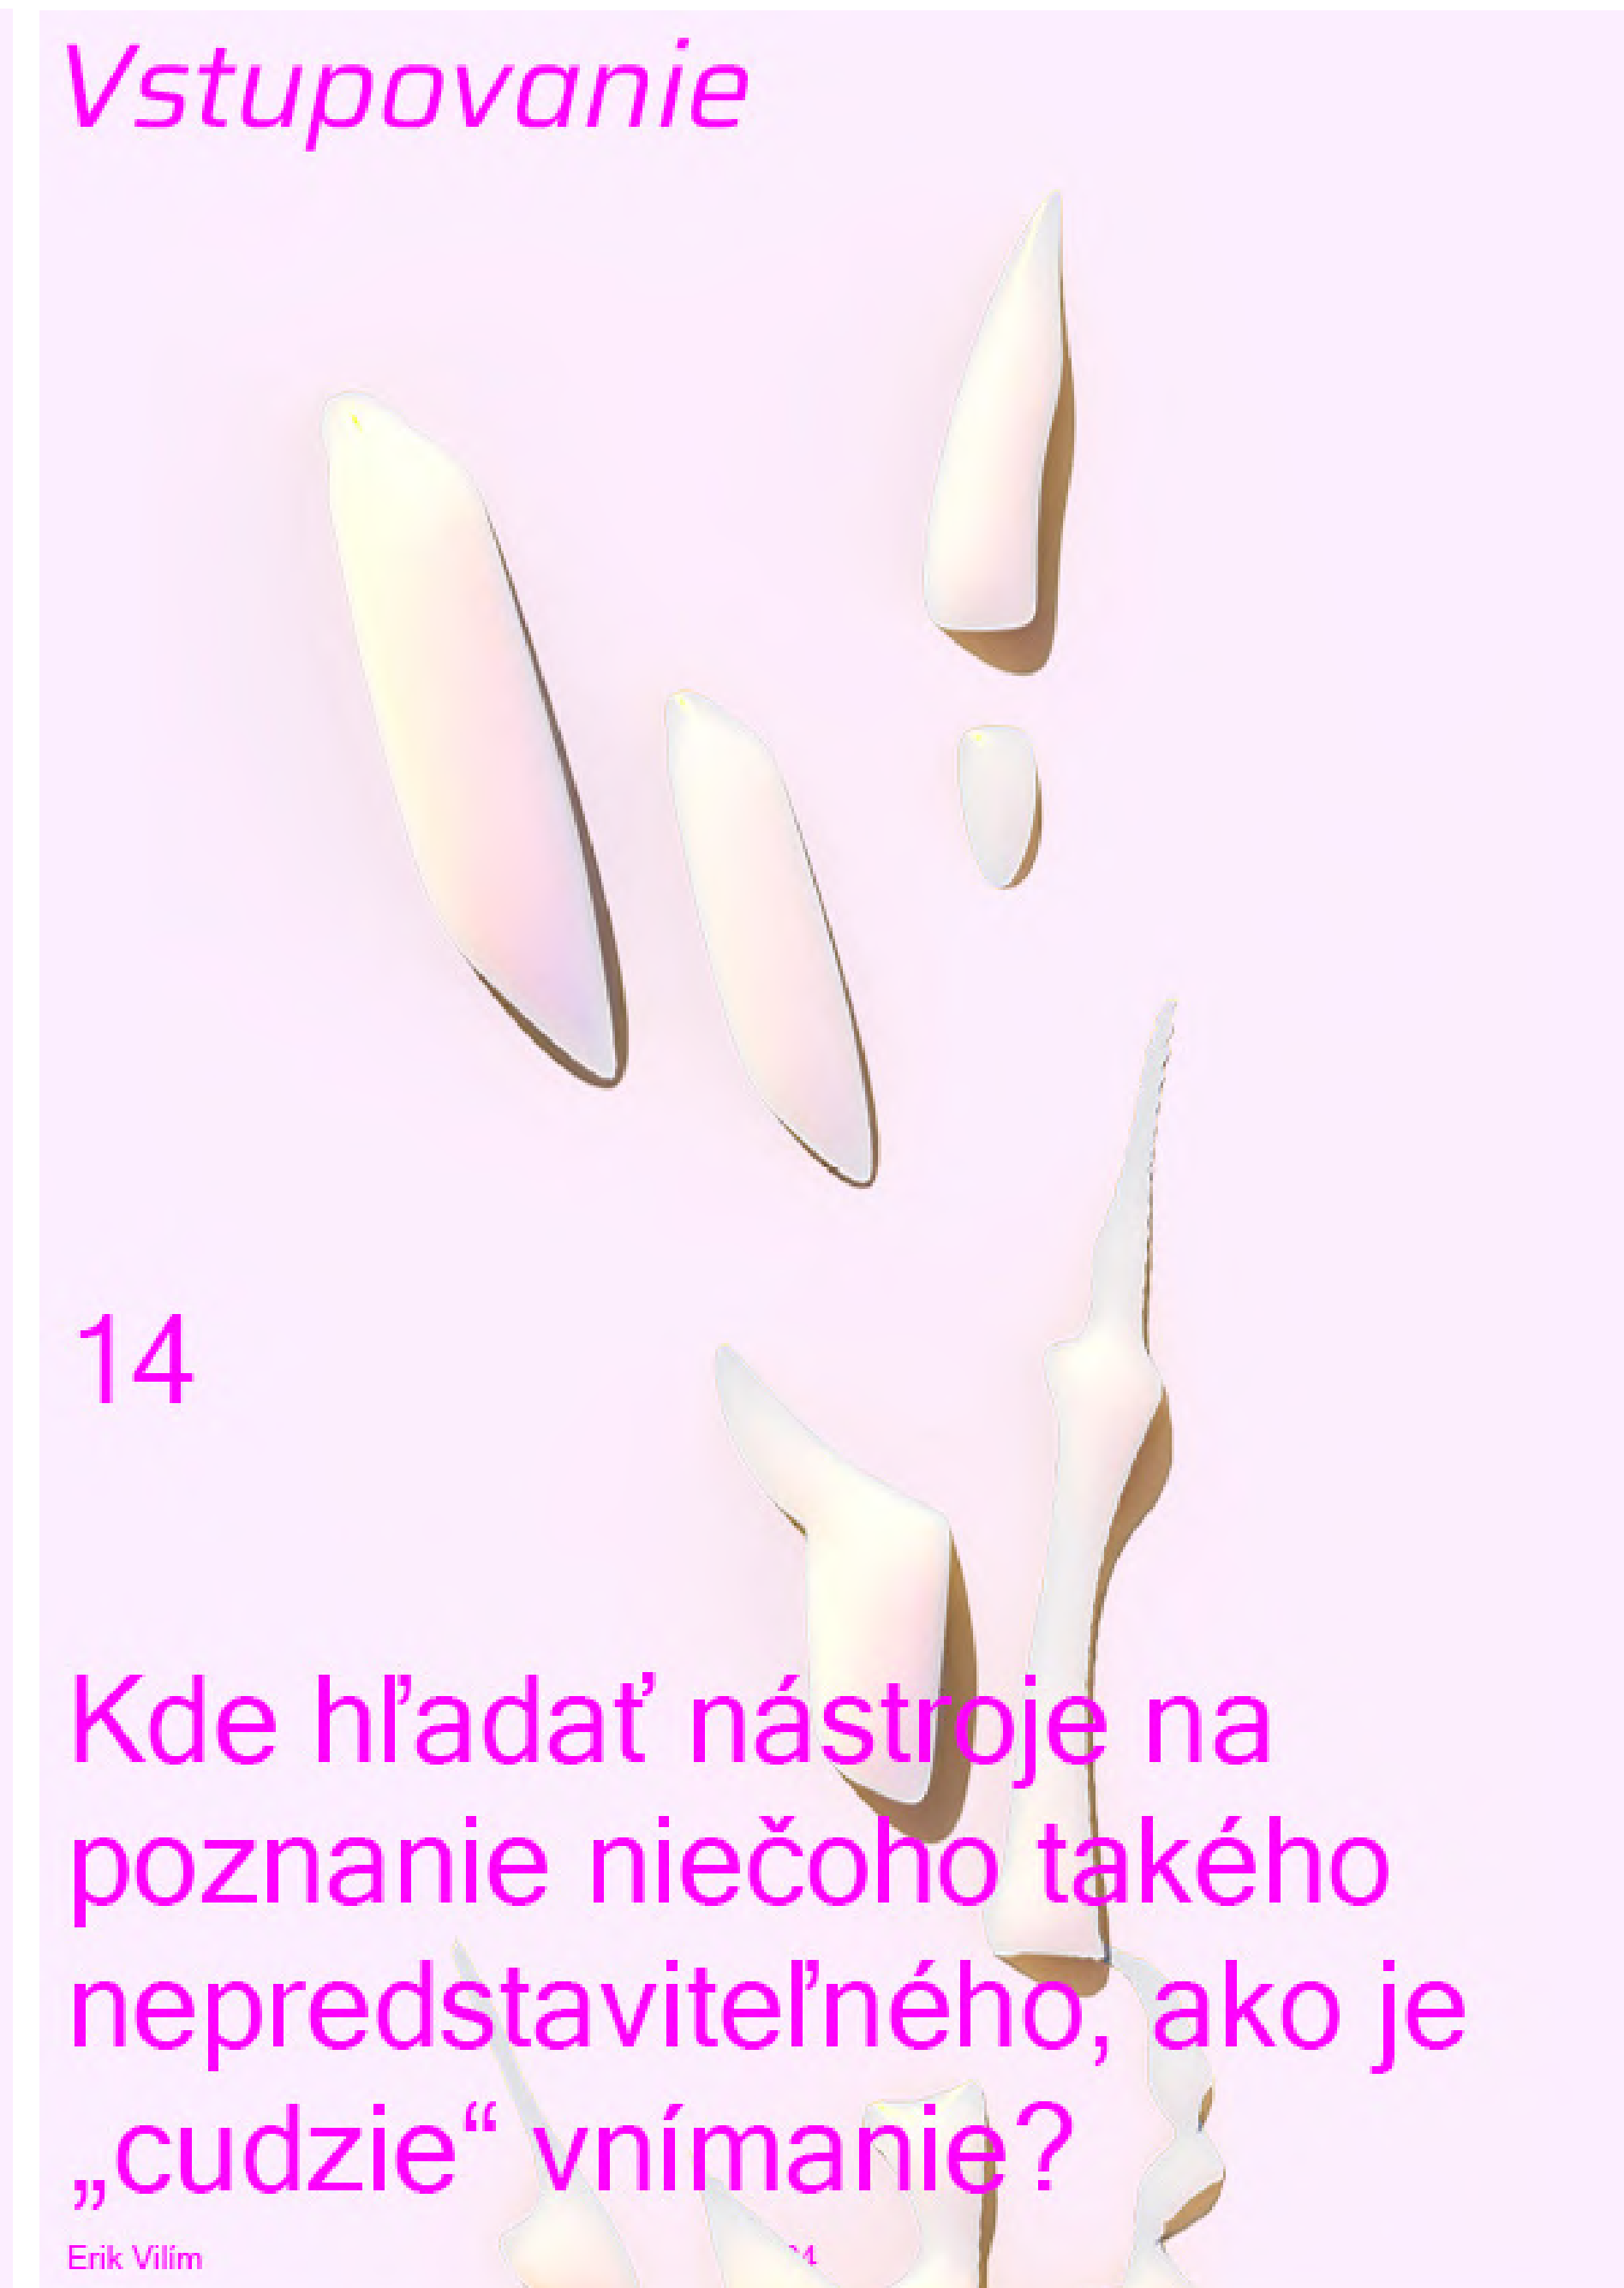 Vstupovanie
14
Kde hľadať nástroje na
poznanie niečoho takého
nepredstaviteľného, ako je
„cudzie“ vnímanie?
Erik Vilím